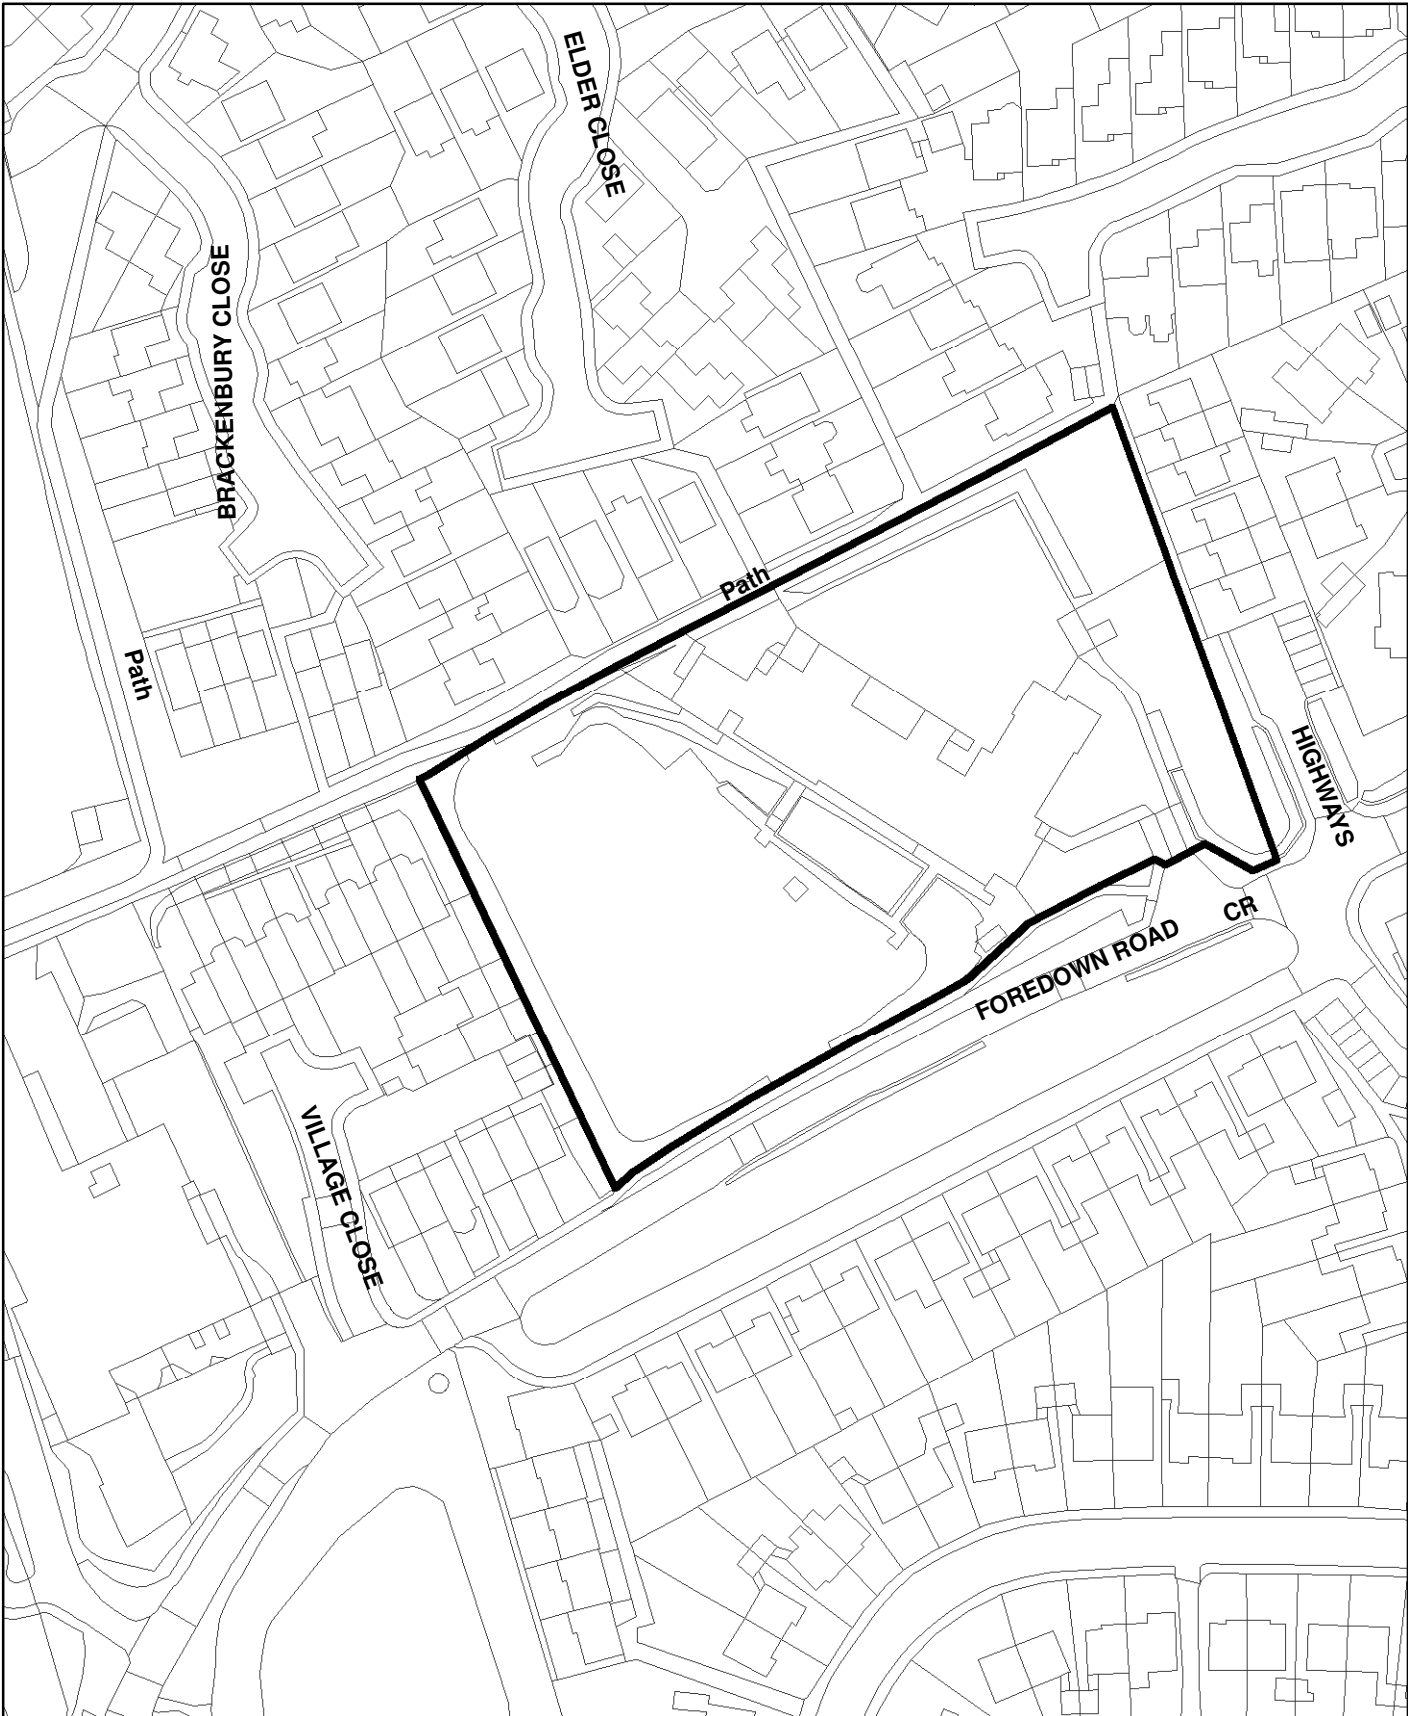 ELDER CLOSE
BRACKENBURY CLOSE
Path
Path
HIGHWAYS
CR
FOREDOWN ROAD
VILLAGE CLOSE